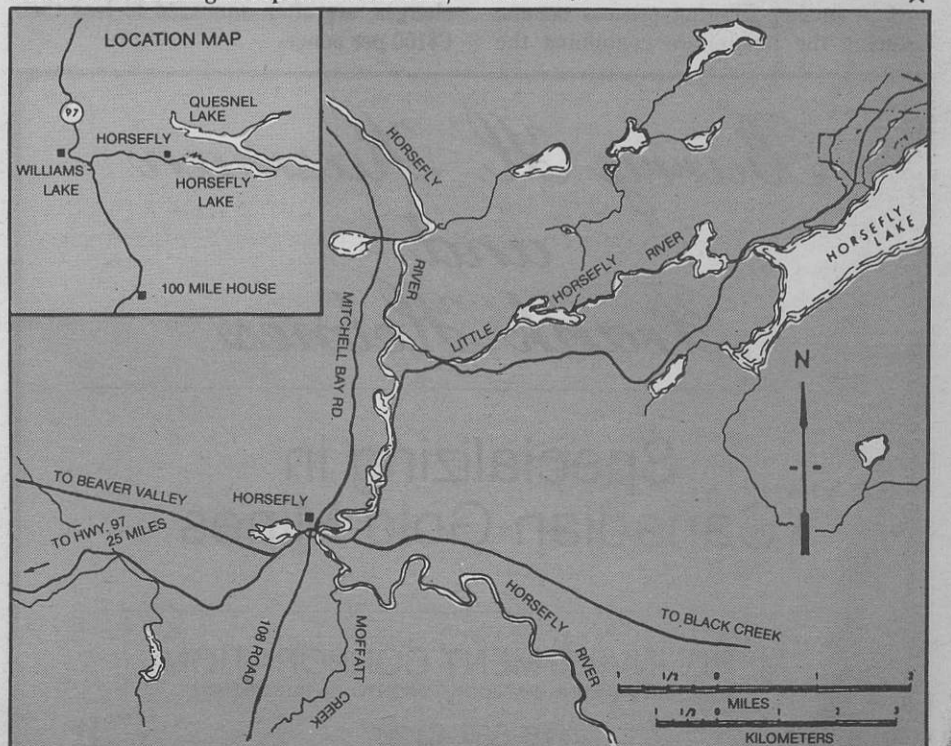 LOCATION MAP
97
QUESNEL
LAKE
HORSEFLY
WILLIAMS
LAKE
HORSEFLY
LAKE
100 MILE HOUSE
HORSEFLY
RIVER
MITCHELL BAY RD.
LITTLE HORSEFLY RIVER
HORSEFLY
LAKE
N
TO BEAVER VALLEY
HORSEFLY
TO HWY. 97
25 MILES
108 ROAD
MOFFATT
CREEK
HORSEFLY
RIVER
TO BLACK CREEK
1 1/2 0 1 2
MILES
1 1/2 0 1 2 3
KILOMETERS